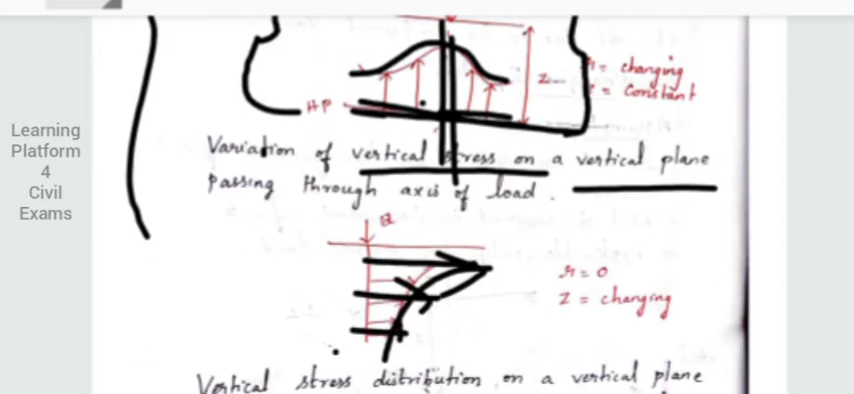 r = changing
Z
z = Constant
HP
Learning
Platform
4
Civil
Exams
Variation of vertical stress on a vertical plane
passing through axis of load.
Q
r = 0
Z = changing
Vertical stress distribution on a vertical plane